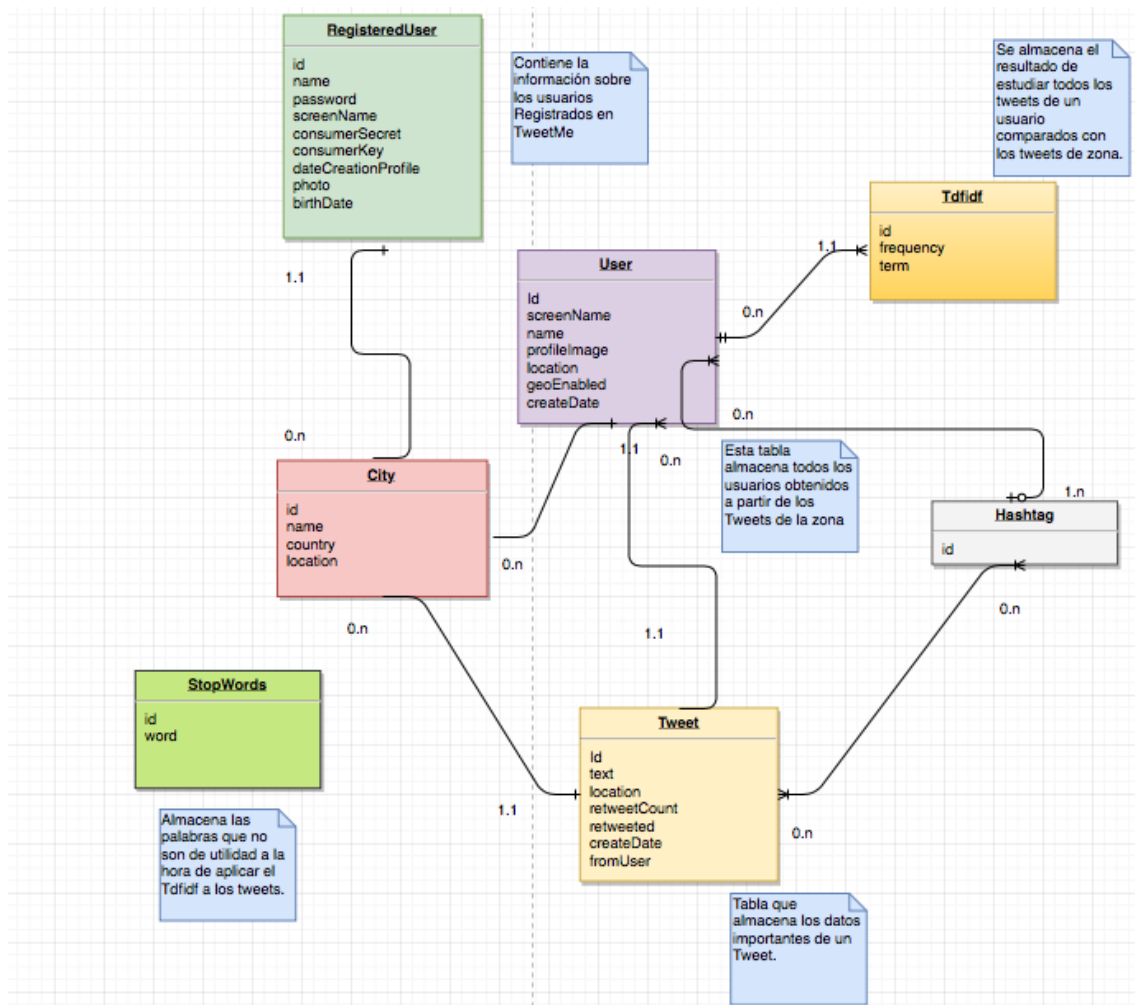 RegisteredUser
id
name
password
screenName
consumerSecret
consumerKey
dateCreationProfile
photo
birthDate
Contiene la
información sobre
los usuarios
Registrados en
TweetMe
Se almacena el
resultado de
estudiar todos los
tweets de un
usuario
comparados con
los tweets de zona.
Tdfidf
id
frequency
term
1.1
1.1
User
Id
screenName
name
profileImage
location
geoEnabled
createDate
0.n
0.n
0.n
1.1
0.n
Esta tabla
almacena todos los
usuarios obtenidos
a partir de los
Tweets de la zona
City
id
name
country
location
0.n
1.n
Hashtag
id
0.n
0.n
1.1
StopWords
id
word
Almacena las
palabras que no
son de utilidad a la
hora de aplicar el
Tdfidf a los tweets.
Tweet
Id
text
location
retweetCount
retweeted
createDate
fromUser
1.1
0.n
Tabla que
almacena los datos
importantes de un
Tweet.